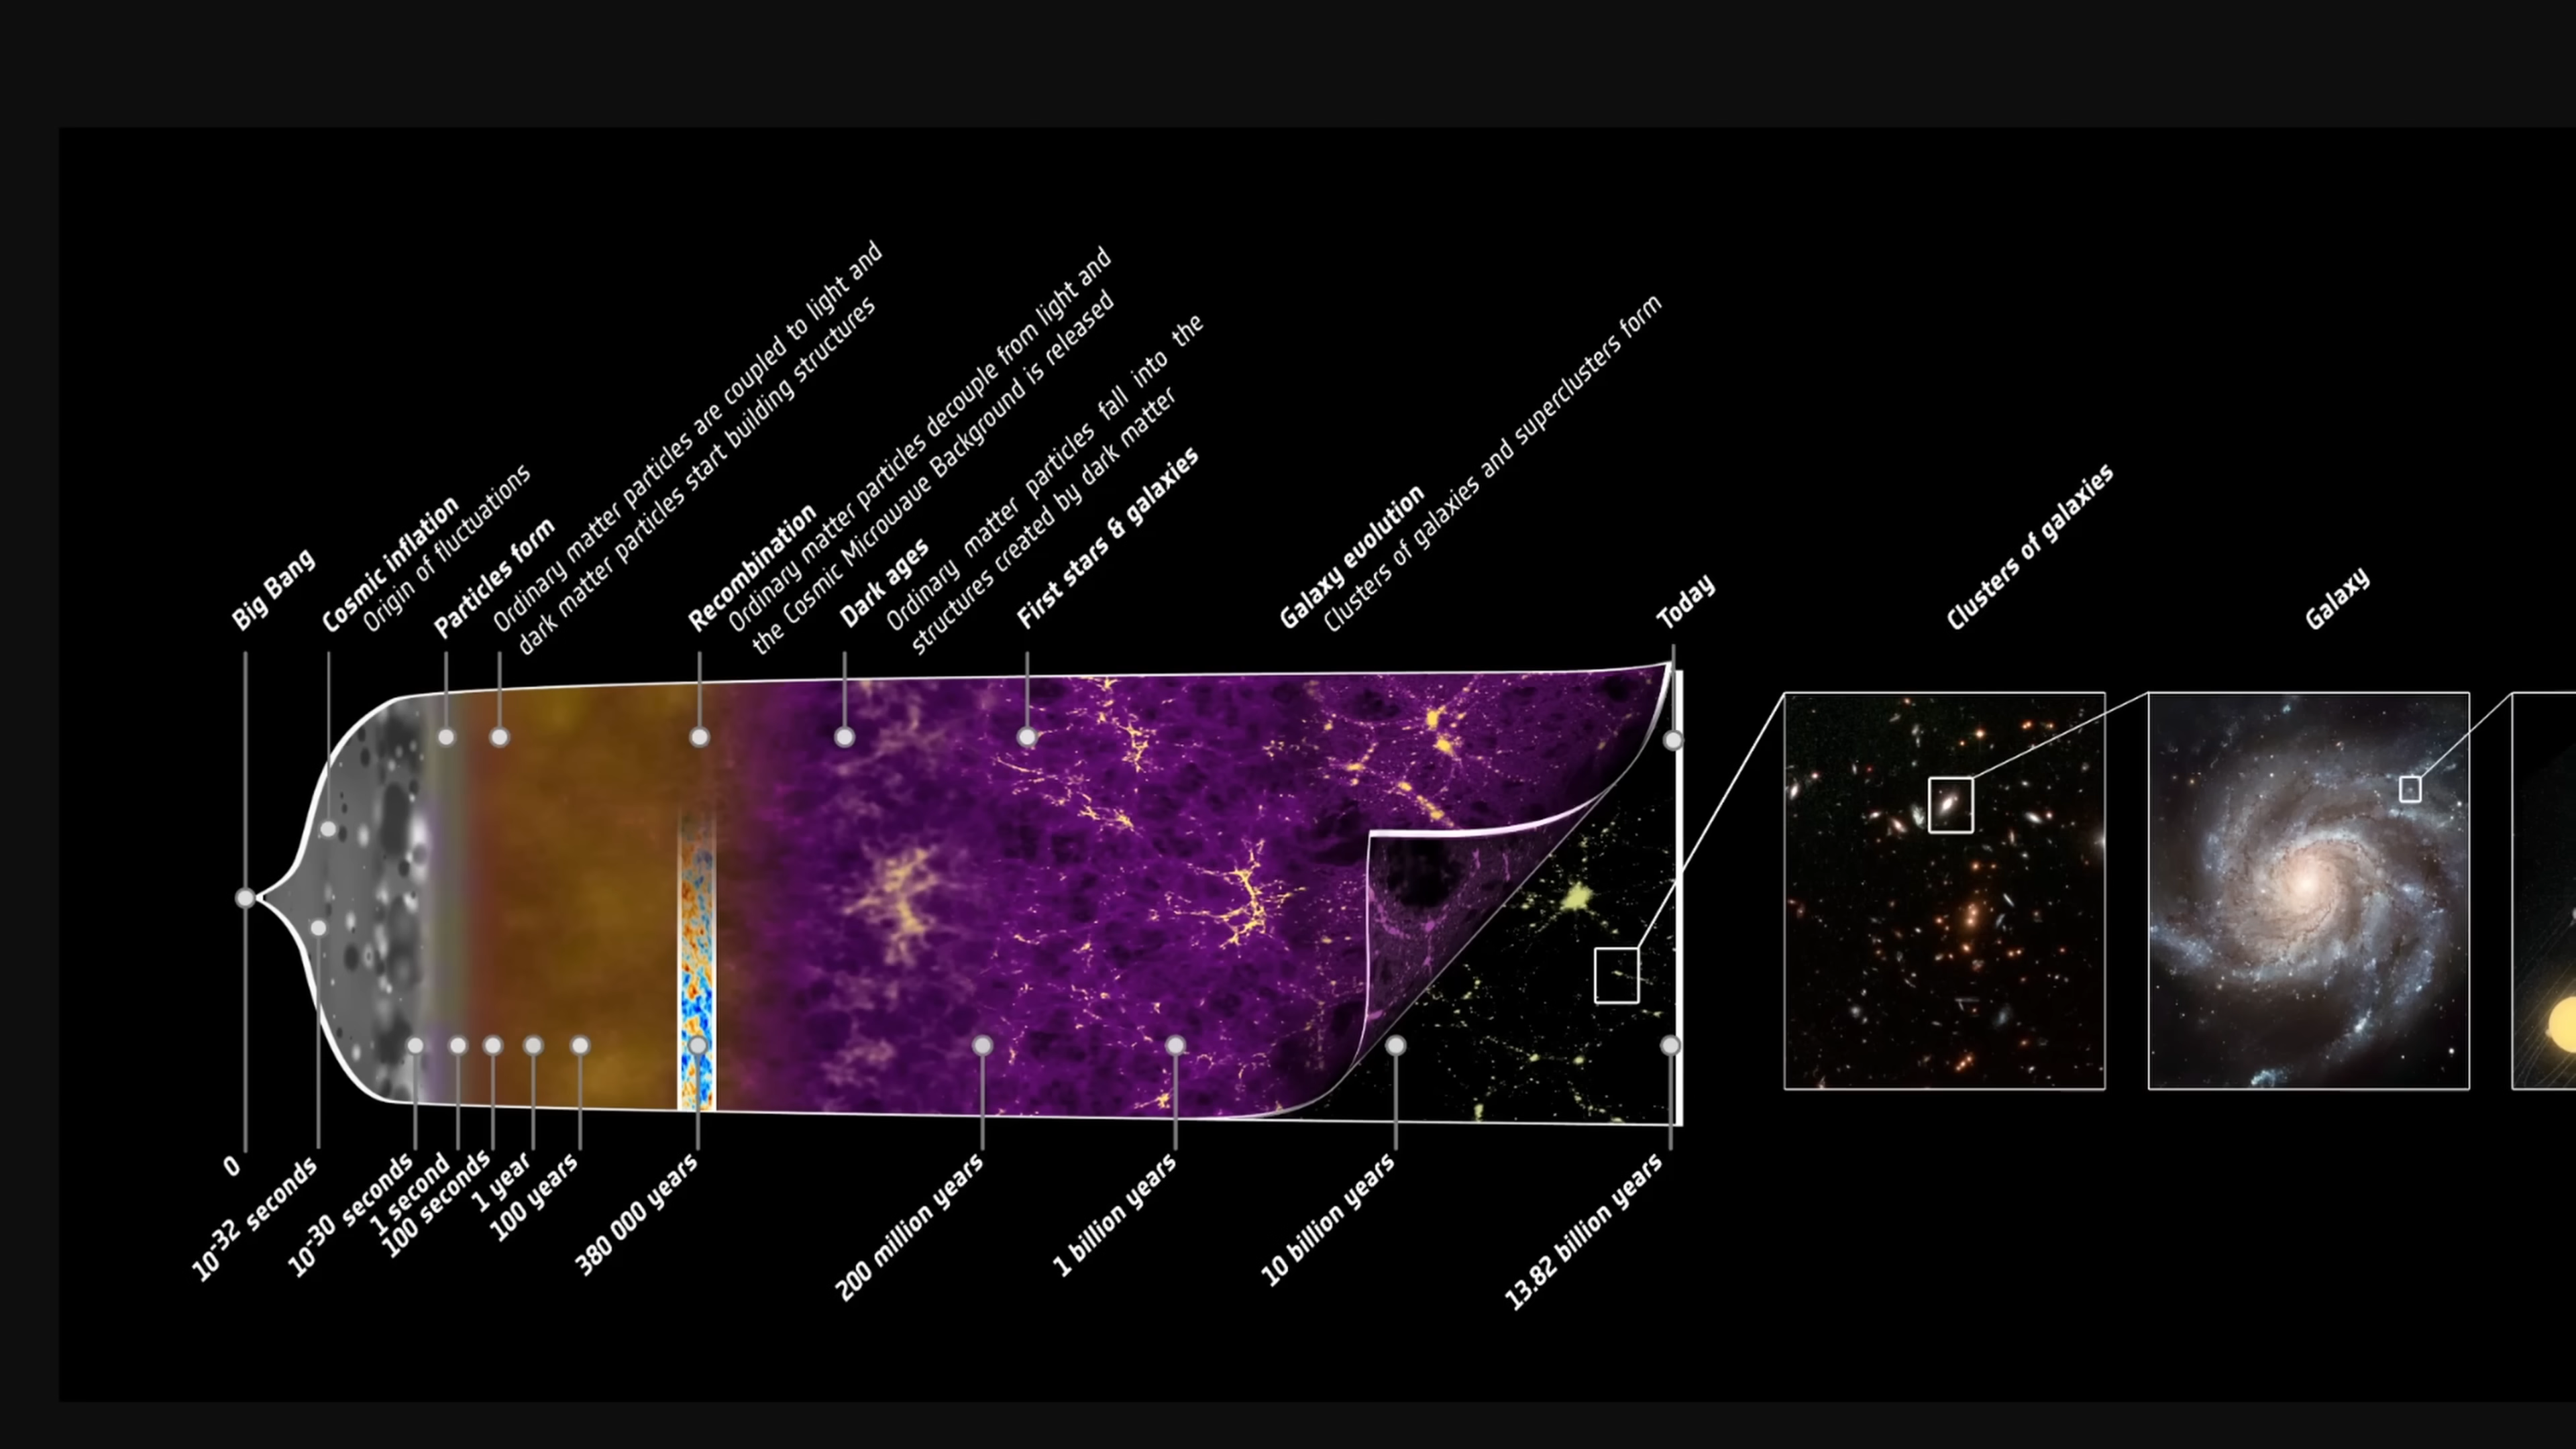 Big Bang
Cosmic inflation
Origin of fluctuations
Particles form
Ordinary matter particles are coupled to light and
dark matter particles start building structures
Recombination
Ordinary matter particles decouple from light and
the Cosmic Microwave Background is released
Dark ages
Ordinary matter particles fall into the
structures created by dark matter
First stars & galaxies
Galaxy evolution
Clusters of galaxies and superclusters form
Today
Clusters of galaxies
Galaxy
0
10⁻³² seconds
10⁻³⁰ seconds
1 second
100 seconds
1 year
100 years
380 000 years
200 million years
1 billion years
10 billion years
13.82 billion years